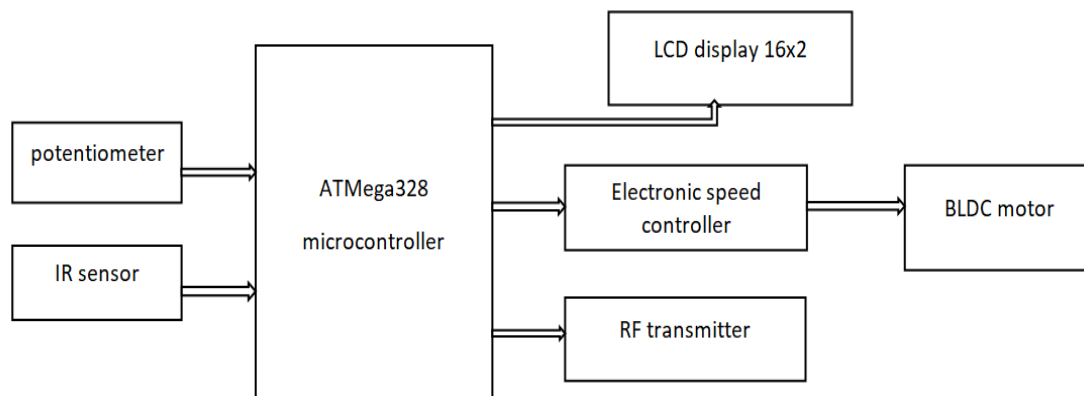 LCD display 16x2
potentiometer
ATMega328
microcontroller
Electronic speed
controller
BLDC motor
IR sensor
RF transmitter